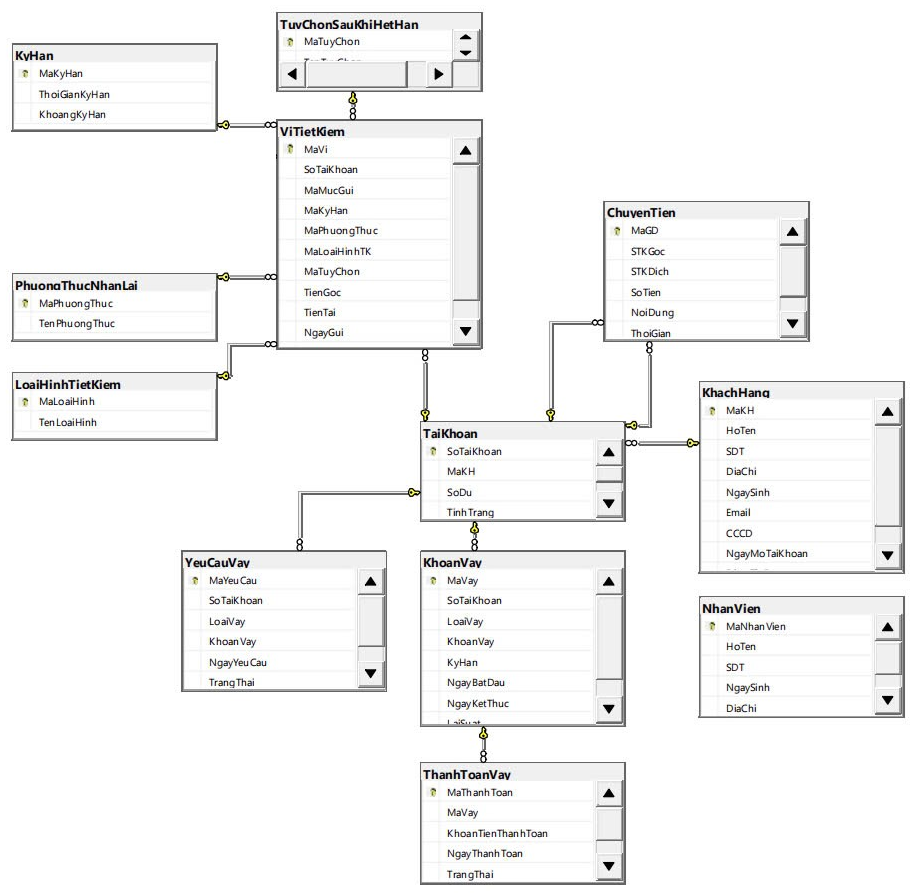 TuyChonSauKhiHetHan
MaTuyChon
TenTuyChon
KyHan
MaKyHan
ThoiGianKyHan
KhoangKyHan
ViTietKiem
MaVi
SoTaiKhoan
MaMucGui
MaKyHan
MaPhuongThuc
MaLoaiHinhTK
MaTuyChon
TienGoc
TienTai
NgayGui
PhuongThucNhanLai
MaPhuongThuc
TenPhuongThuc
LoaiHinhTietKiem
MaLoaiHinh
TenLoaiHinh
ChuyenTien
MaGD
STKGoc
STKDich
SoTien
NoiDung
ThoiGian
KhachHang
MaKH
HoTen
SDT
DiaChi
NgaySinh
Email
CCCD
NgayMoTaiKhoan
TaiKhoan
SoTaiKhoan
MaKH
SoDu
TinhTrang
YeuCauVay
MaYeuCau
SoTaiKhoan
LoaiVay
KhoanVay
NgayYeuCau
TrangThai
KhoanVay
MaVay
SoTaiKhoan
LoaiVay
KhoanVay
KyHan
NgayBatDau
NgayKetThuc
LaiSuat
NhanVien
MaNhanVien
HoTen
SDT
NgaySinh
DiaChi
ThanhToanVay
MaThanhToan
MaVay
KhoanTienThanhToan
NgayThanhToan
TrangThai